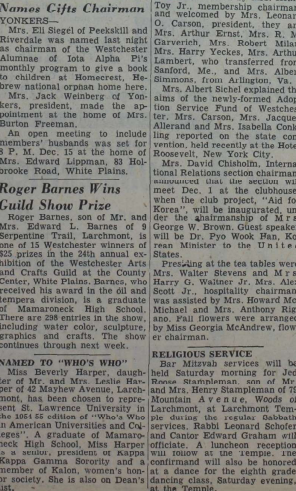 Names Gifts Chairman
YONKERS—
Mrs. Eli Siegel of Peekskill and
Riverdale was named last night
as chairman of the Westchester
Alumnae of Iota Alpha Pi's
monthly program to give a book
to children at Homecrest, He-
brew national orphan home here.
Mrs. Jack Weinberg of Yon-
kers, president, made the ap-
pointment at the home of Mrs.
Burton Freeman.
An open meeting to include
members' husbands was set for
8 P. M. Dec. 15 at the home of
Mrs. Edward Lippman, 83 Hol-
brooke Road, White Plains.
Roger Barnes Wins
Guild Show Prize
Roger Barnes, son of Mr. and
Mrs. Edward L. Barnes of 9
Serpentine Trail, Larchmont, is
one of 15 Westchester winners of
$25 prizes in the 24th annual ex-
hibition of the Westchester Arts
and Crafts Guild at the County
Center, White Plains. Barnes, who
received his award in the oil and
tempera division, is a graduate
of Mamaroneck High School.
There are 298 entries in the show,
including water color, sculpture,
graphics and crafts. The show
continues through next week.
NAMED TO "WHO'S WHO"
Miss Beverly Harper, daugh-
ter of Mr. and Mrs. Leslie Har-
per of 42 Mayhew Avenue, Larch-
mont, has been chosen to repre-
sent St. Lawrence University in
the edition of "Who's Who
in American Universities and Col-
leges". A graduate of Mamaro-
neck High School, Miss Harper
is a senior, president of Kappa
Kappa Gamma Sorority and a
member of Kalon, women's hon-
or society. She is also on Dean's
list.
Toy Jr., membership chairman
and welcomed by Mrs. Leonar
O. Carson, president, they ar
Mrs. Arthur Ernst, Mrs. R. M
Garverich, Mrs. Robert Milan
Mrs. Harry Yeckes, Mrs. Arthu
Lambert, who transferred from
Sanford, Me., and Mrs. Albe
Simmons, from Arlington, Va.
Mrs. Albert Sichel explained th
aims of the newly-formed Adop
tion Service Fund of Westches
ter. Mrs. Carson, Mrs. Jacque
Allerand and Mrs. Isabella Con
ling reported on the state con
vention, held recently at the Hote
Roosevelt, New York City.
Mrs. David Chisolm, Interna
tional Relations section chairman
announced that the section wil
meet Dec. 1 at the clubhouse
when the club project, "Aid fo
Korea", will be inaugurated, un
der the chairmanship of Mrs
George W. Brown. Guest speake
will be Dr. Pyo Wook Han, Ko
rean Minister to the Unite
States.
Presiding at the tea tables were
Mrs. Walter Stevens and Mrs
Harry G. Waltner Jr. Mrs. Alex
Scott Jr., hospitality chairman
was assisted by Mrs. Howard Mc
Michael and Mrs. Anthony Rig
no. Fall flowers were arrange
by Miss Georgia McAndrew, flow
er chairman.
RELIGIOUS SERVICE
Bar Mitzvah services will be
held Saturday morning for Jed
Roose Stampleman, son of Mr.
and Mrs. Henry Stampleman of
Mountain Avenue, Woods of
Larchmont, at Larchmont Tem-
ple during the regular Sabbath
services. Rabbi Leonard Schofer
and Cantor Edward Graham will
officiate. A luncheon reception
will follow at the Temple. The
confirmand will also be honored
at a dance for the eighth grade
dancing class, Saturday evening,
at the Temple.